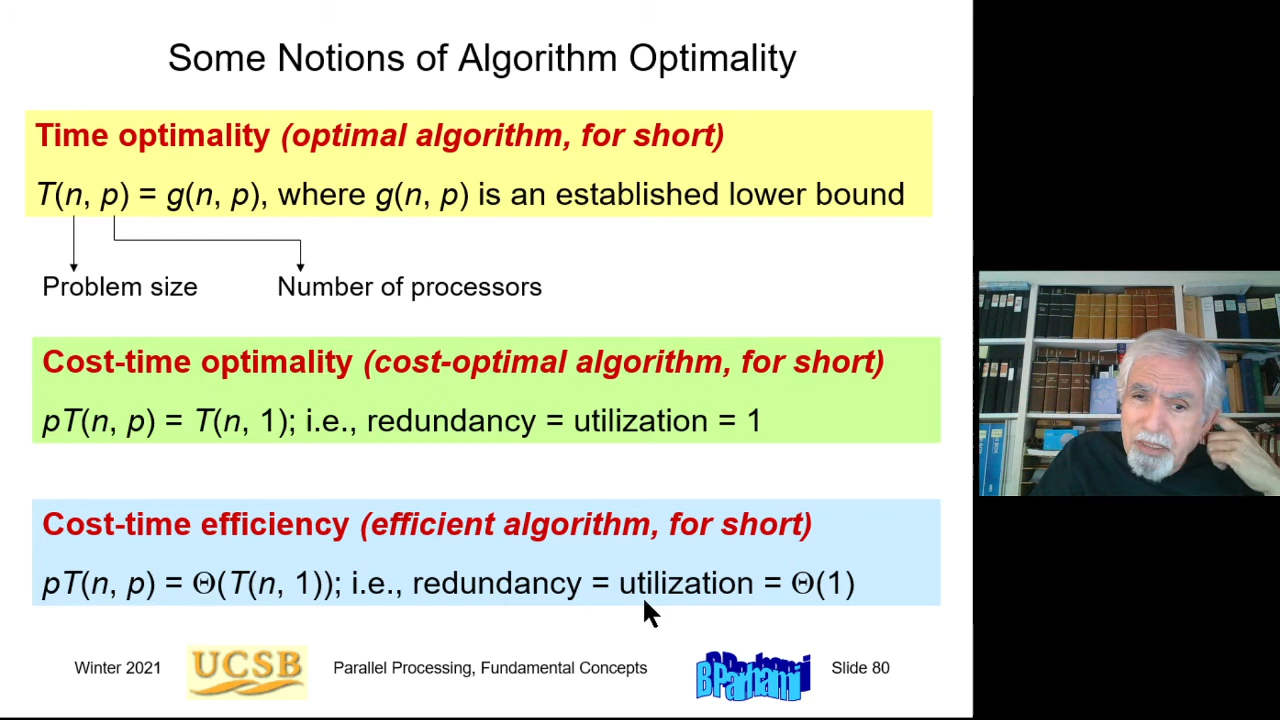 Some Notions of Algorithm Optimality
Time optimality (optimal algorithm, for short)
T(n, p) = g(n, p), where g(n, p) is an established lower bound
Problem size
Number of processors
Cost-time optimality (cost-optimal algorithm, for short)
pT(n, p) = T(n, 1); i.e., redundancy = utilization = 1
Cost-time efficiency (efficient algorithm, for short)
pT(n, p) = Θ(T(n, 1)); i.e., redundancy = utilization = Θ(1)
Winter 2021
UCSB
Parallel Processing, Fundamental Concepts
BParhami
Slide 80